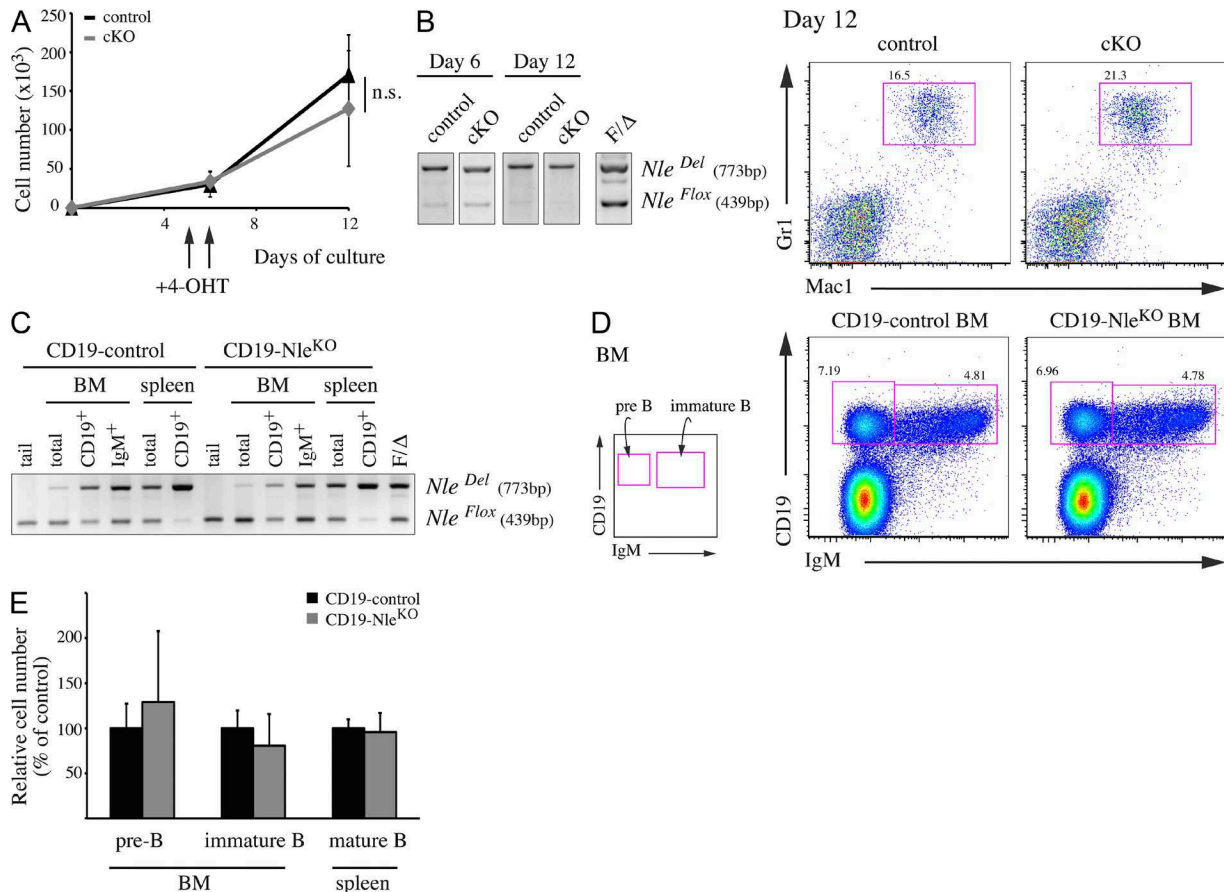 A
control
cKO
Cell number (x10³)
250
200
150
100
50
0
4
8
12
n.s.
Days of culture
+4-OHT
B
Day 6
Day 12
control
cKO
control
cKO
F/Δ
Nle Del (773bp)
Nle Flox (439bp)
Day 12
control
cKO
16.5
21.3
Gr1
Mac1
C
CD19-control
CD19-Nle KO
BM
spleen
BM
spleen
tail
total
CD19+
IgM+
total
CD19+
tail
total
CD19+
IgM+
total
CD19+
F/Δ
Nle Del (773bp)
Nle Flox (439bp)
D
BM
pre B
immature B
CD19
IgM
CD19-control BM
CD19-Nle KO BM
7.19
4.81
6.96
4.78
CD19
IgM
E
CD19-control
CD19-Nle KO
Relative cell number
(% of control)
200
150
100
50
pre-B
immature B
mature B
BM
spleen